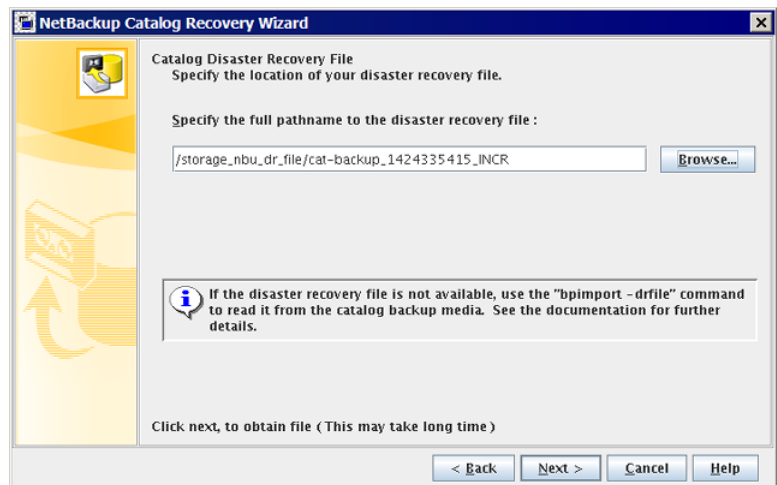 NetBackup Catalog Recovery Wizard
Catalog Disaster Recovery File
Specify the location of your disaster recovery file.
Specify the full pathname to the disaster recovery file :
/storage_nbu_dr_file/cat-backup_1424335415_INCR
Browse...
If the disaster recovery file is not available, use the "bpimport -drfile" command
to read it from the catalog backup media. See the documentation for further
details.
Click next, to obtain file ( This may take long time )
< Back
Next >
Cancel
Help